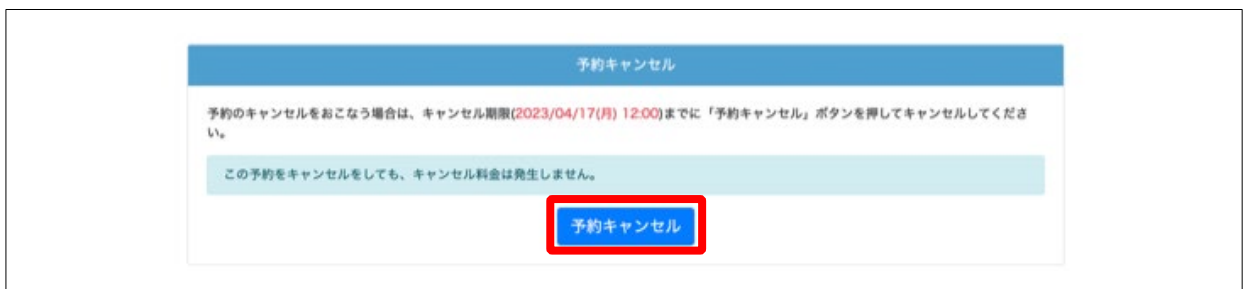 予約キャンセル
予約のキャンセルをおこなう場合は、キャンセル期限(2023/04/17(月) 12:00)までに「予約キャンセル」ボタンを押してキャンセルしてくださ
い。
この予約をキャンセルをしても、キャンセル料金は発生しません。
予約キャンセル